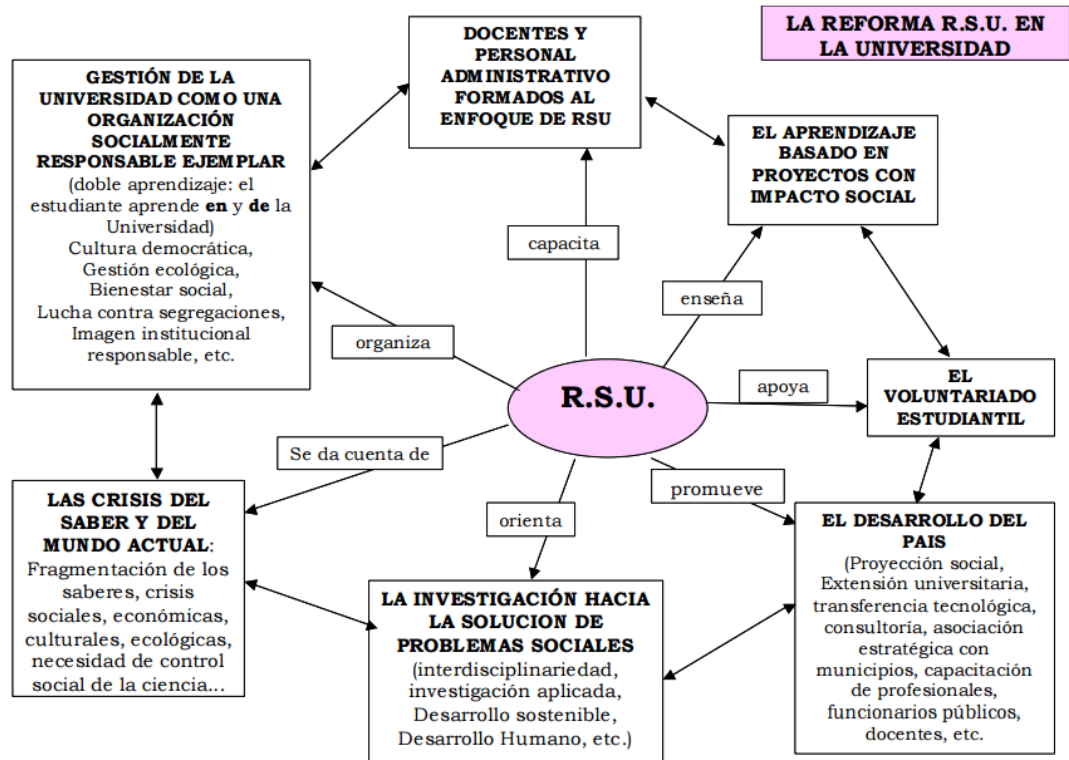 LA REFORMA R.S.U. EN
LA UNIVERSIDAD
DOCENTES Y
PERSONAL
ADMINISTRATIVO
FORMADOS AL
ENFOQUE DE RSU
GESTIÓN DE LA
UNIVERSIDAD COMO UNA
ORGANIZACIÓN
SOCIALMENTE
RESPONSABLE EJEMPLAR
(doble aprendizaje: el
estudiante aprende en y de la
Universidad)
Cultura democrática,
Gestión ecológica,
Bienestar social,
Lucha contra segregaciones,
Imagen institucional
responsable, etc.
EL APRENDIZAJE
BASADO EN
PROYECTOS CON
IMPACTO SOCIAL
capacita
enseña
organiza
R.S.U.
apoya
EL
VOLUNTARIADO
ESTUDIANTIL
Se da cuenta de
promueve
orienta
LAS CRISIS DEL
SABER Y DEL
MUNDO ACTUAL:
Fragmentación de los
saberes, crisis
sociales, económicas,
culturales, ecológicas,
necesidad de control
social de la ciencia...
LA INVESTIGACIÓN HACIA
LA SOLUCION DE
PROBLEMAS SOCIALES
(interdisciplinariedad,
investigación aplicada,
Desarrollo sostenible,
Desarrollo Humano, etc.)
EL DESARROLLO DEL
PAIS
(Proyección social,
Extensión universitaria,
transferencia tecnológica,
consultoría, asociación
estratégica con
municipios, capacitación
de profesionales,
funcionarios públicos,
docentes, etc.